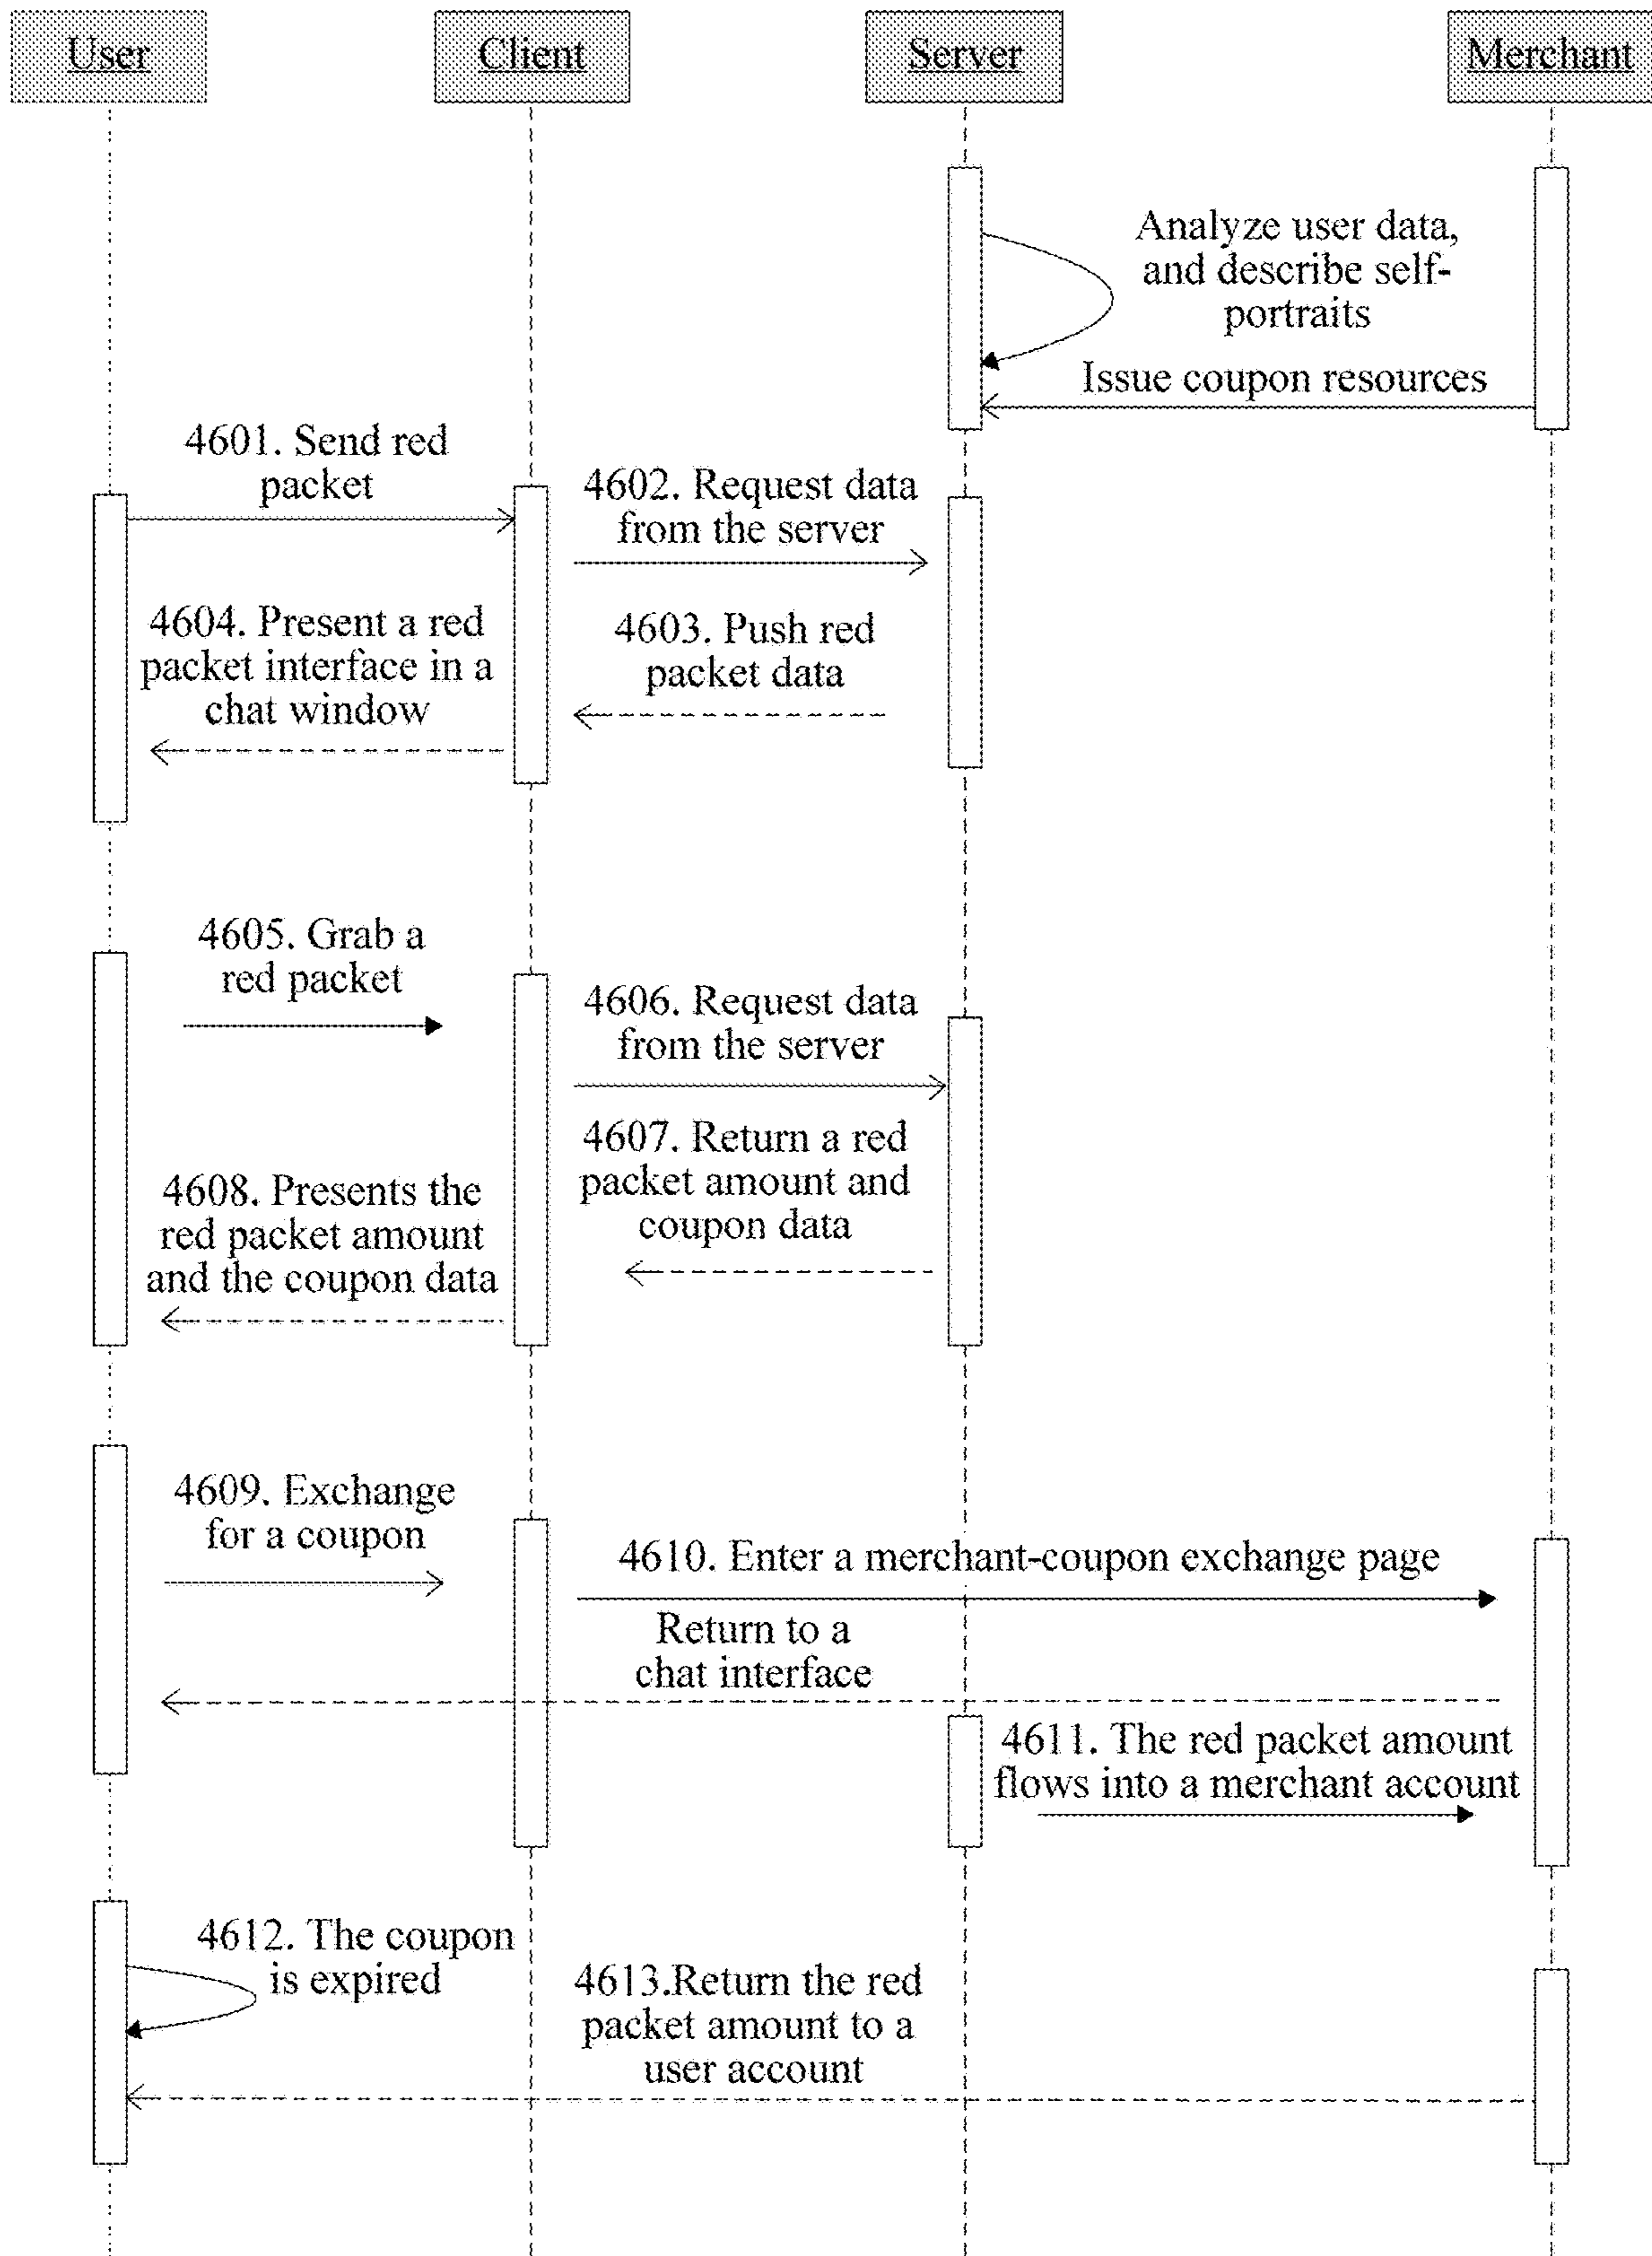 User
Client
Server
Merchant
Analyze user data,
and describe self-
portraits
Issue coupon resources
4601. Send red
packet
4602. Request data
from the server
4604. Present a red
packet interface in a
chat window
4603. Push red
packet data
4605. Grab a
red packet
4606. Request data
from the server
4607. Return a red
packet amount and
coupon data
4608. Presents the
red packet amount
and the coupon data
4609. Exchange
for a coupon
4610. Enter a merchant-coupon exchange page
Return to a
chat interface
4611. The red packet amount
flows into a merchant account
4612. The coupon
is expired
4613.Return the red
packet amount to a
user account